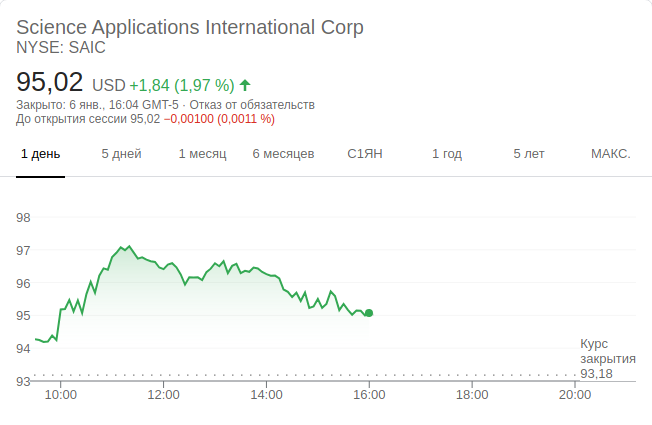 Science Applications International Corp
NYSE: SAIC
95,02 USD +1,84 (1,97 %)
Закрыто: 6 янв., 16:04 GMT-5 · Отказ от обязательств
До открытия сессии 95,02 −0,00100 (0,0011 %)
1 день 5 дней 1 месяц 6 месяцев С1ЯН 1 год 5 лет МАКС.
98
97
96
95
94
Курс
закрытия
93,18
93
10:00 12:00 14:00 16:00 18:00 20:00